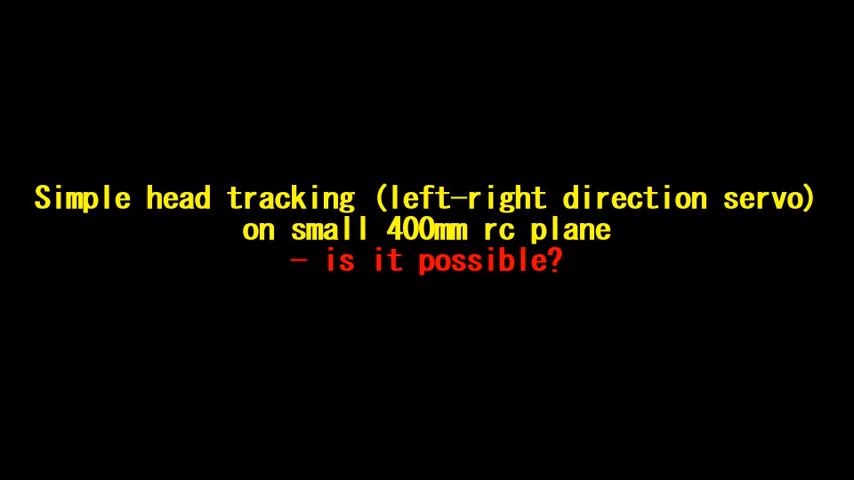 Simple head tracking (left-right direction servo)
on small 400mm rc plane
- is it possible?